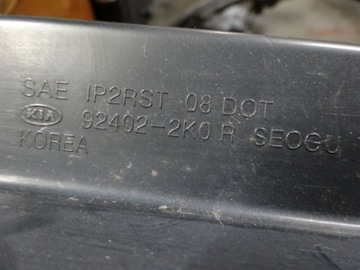 SAE IP2RST 08 DOT
KIA 92402-2K0 R SEOGU
KOREA